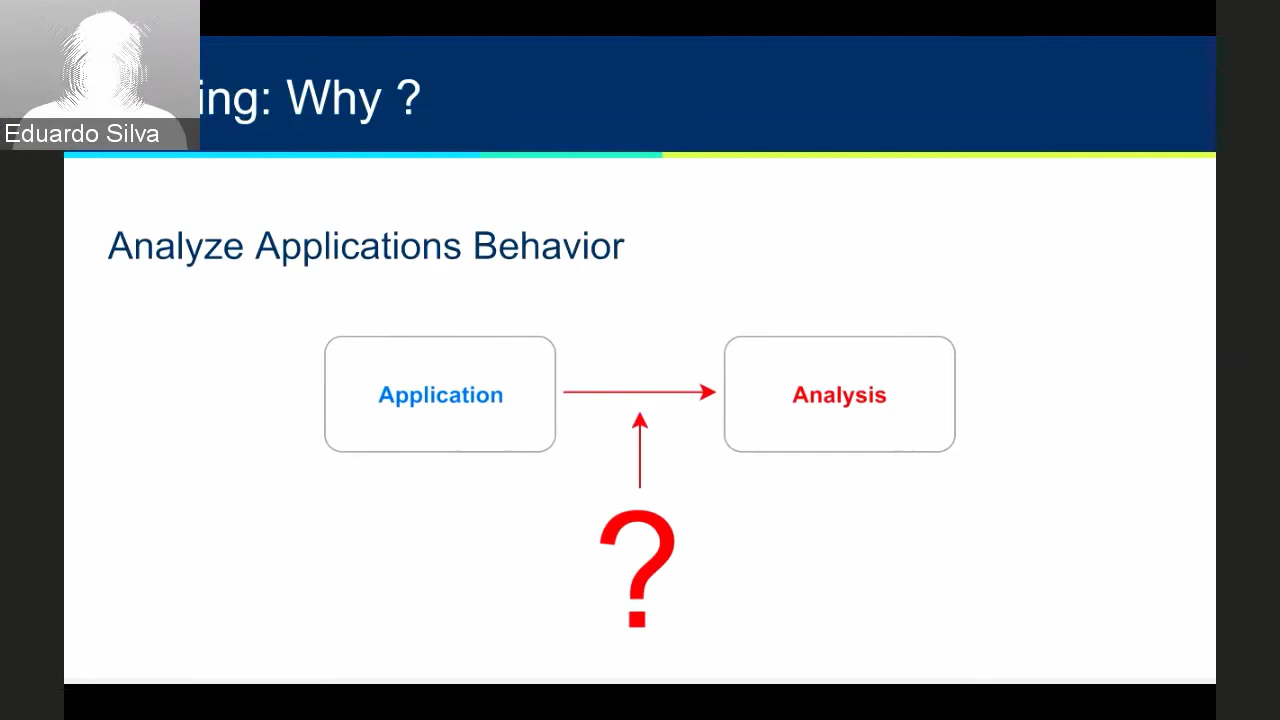 ing: Why ?
Eduardo Silva
Analyze Applications Behavior
Application
Analysis
?